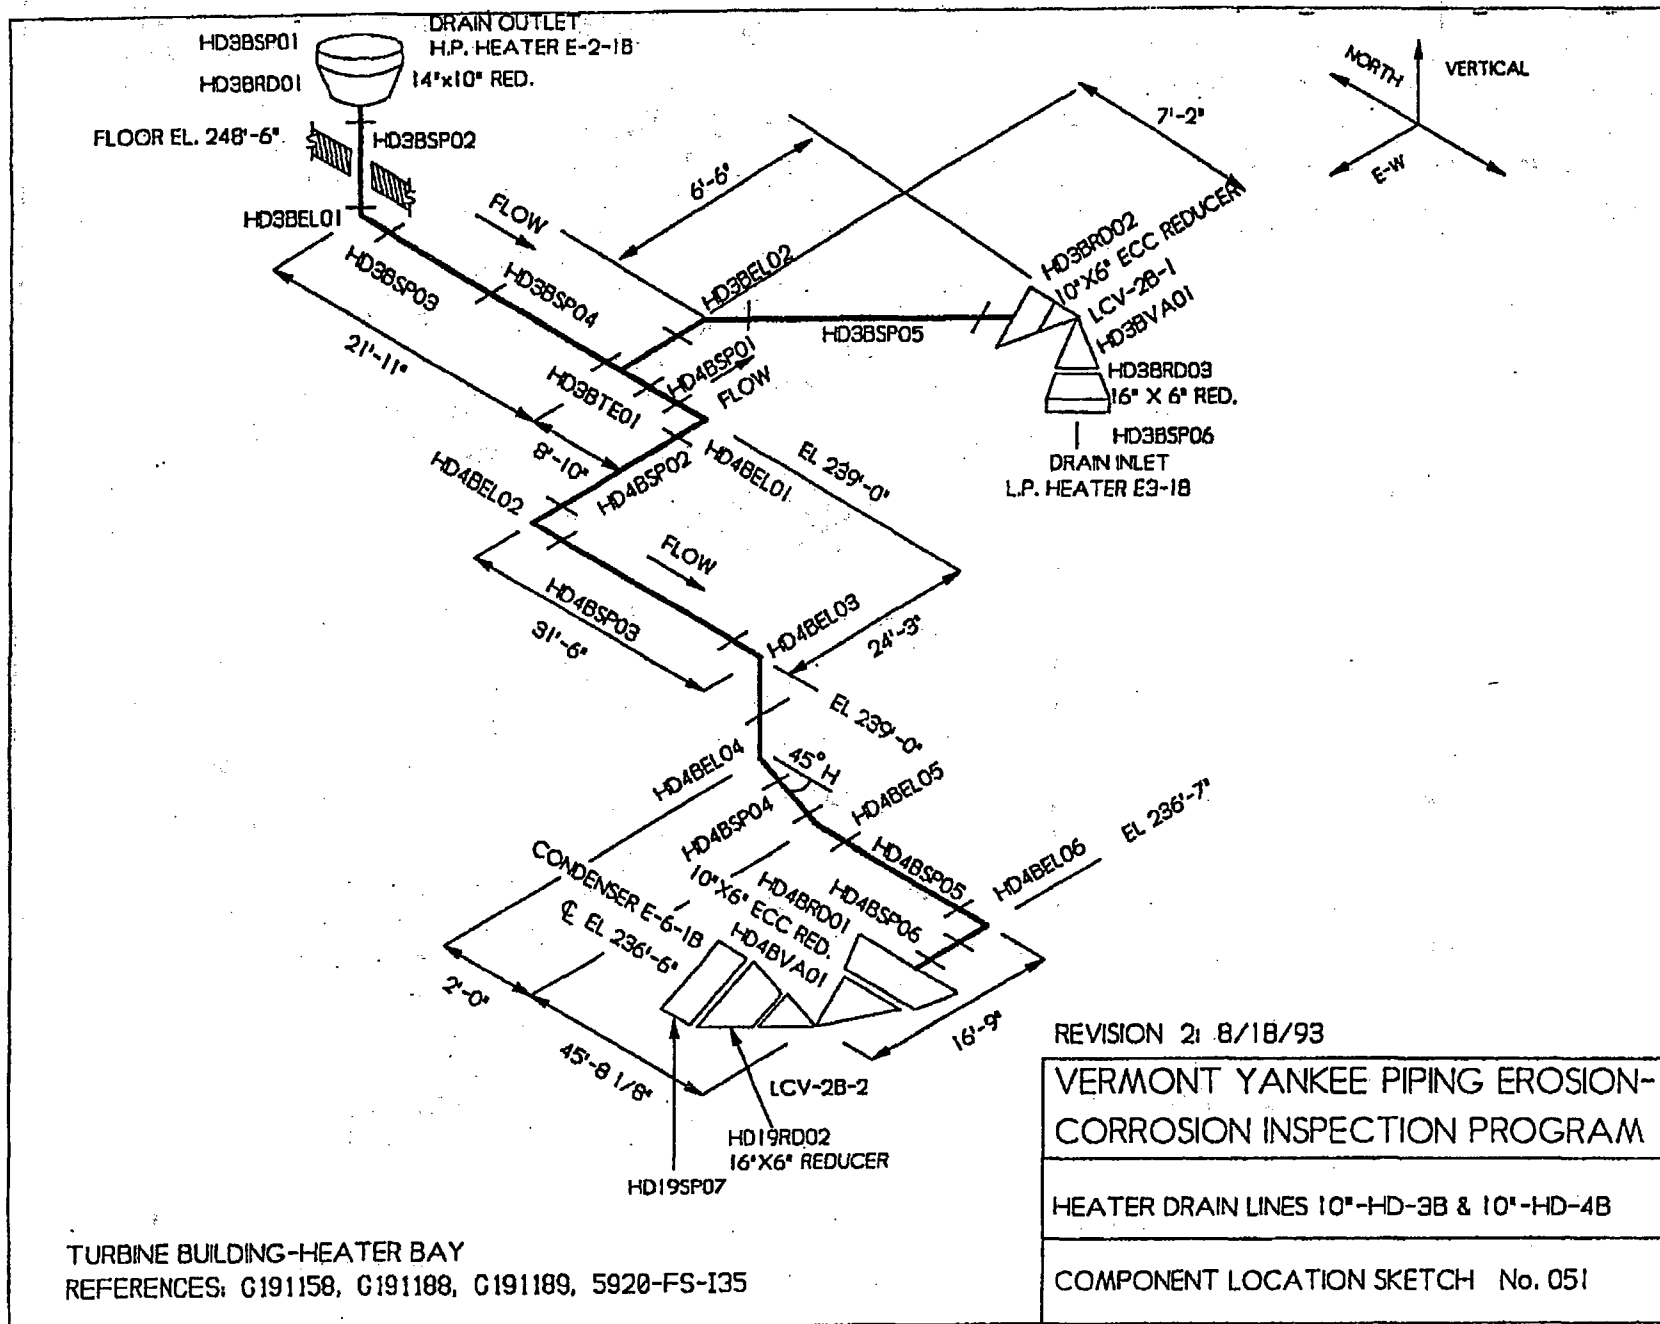 HD3BSP01
DRAIN OUTLET
H.P. HEATER E-2-1B
HD3BRD01
14"x10" RED.
FLOOR EL. 248'-6"
HD3BSP02
HD3BEL01
NORTH
VERTICAL
E-W
7'-2"
6'-6"
FLOW
HD3BSP03
HD3BSP04
HD3BEL02
HD3BRD02
10"X6" ECC REDUCER
LCV-2B-1
HD3BVA01
HD3BSP05
HD3BRD03
16" X 6" RED.
HD3BSP06
DRAIN INLET
L.P. HEATER E3-1B
21'-11"
HD3BTE01
HD4BSP01
FLOW
8'-10"
HD4BEL02
HD4BSP02
HD4BEL01
EL 239'-0"
FLOW
HD4BSP03
31'-6"
HD4BEL03
24'-3"
EL 239'-0"
HD4BEL04
45° H
HD4BSP04
HD4BEL05
HD4BSP05
HD4BEL06
EL 236'-7"
CONDENSER E-6-1B
℄ EL 236'-6"
10"X6" ECC RED.
HD4BRD01
HD4BSP06
HD4BVA01
2'-0"
45'-8 1/8"
16'-9"
LCV-2B-2
HD19RD02
16"X6" REDUCER
HD19SP07
REVISION 2: 8/18/93
VERMONT YANKEE PIPING EROSION-
CORROSION INSPECTION PROGRAM
HEATER DRAIN LINES 10"-HD-3B & 10"-HD-4B
COMPONENT LOCATION SKETCH No. 051
TURBINE BUILDING-HEATER BAY
REFERENCES: G191158, G191188, G191189, 5920-FS-I35